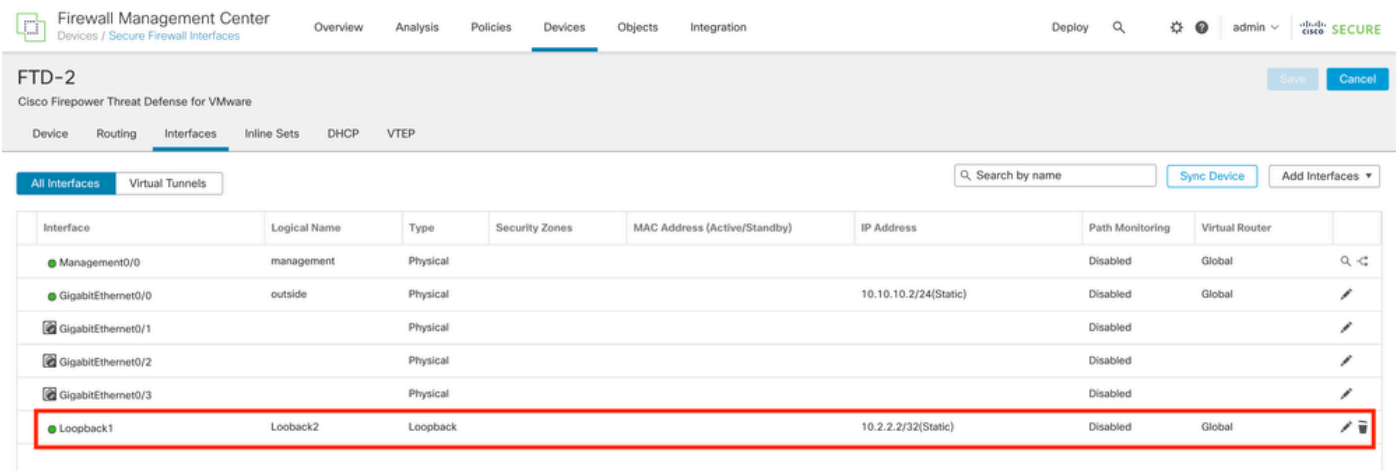 Firewall Management Center
Devices / Secure Firewall Interfaces
Overview Analysis Policies Devices Objects Integration Deploy admin cisco SECURE
FTD-2
Save Cancel
Cisco Firepower Threat Defense for VMware
Device Routing Interfaces Inline Sets DHCP VTEP
All Interfaces Virtual Tunnels Search by name Sync Device Add Interfaces
Interface Logical Name Type Security Zones MAC Address (Active/Standby) IP Address Path Monitoring Virtual Router
Management0/0 management Physical Disabled Global
GigabitEthernet0/0 outside Physical 10.10.10.2/24(Static) Disabled Global
GigabitEthernet0/1 Physical Disabled
GigabitEthernet0/2 Physical Disabled
GigabitEthernet0/3 Physical Disabled
Loopback1 Looback2 Loopback 10.2.2.2/32(Static) Disabled Global